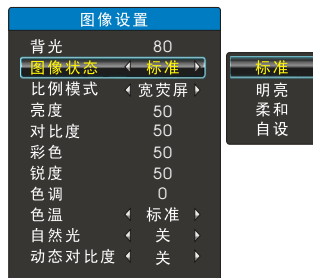 图像设置
背光 80
图像状态 标准
比例模式 宽荧屏
亮度 50
对比度 50
彩色 50
锐度 50
色调 0
色温 标准
自然光 关
动态对比度 关
标准
明亮
柔和
自设